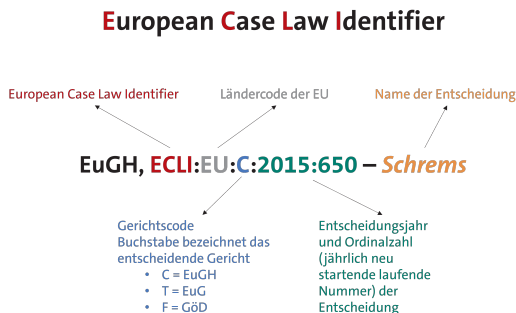 European Case Law Identifier
European Case Law Identifier
Ländercode der EU
Name der Entscheidung
EuGH, ECLI:EU:C:2015:650 – Schrems
Gerichtscode
Buchstabe bezeichnet das
entscheidende Gericht
• C = EuGH
• T = EuG
• F = GöD
Entscheidungsjahr
und Ordinalzahl
(jährlich neu
startende laufende
Nummer) der
Entscheidung